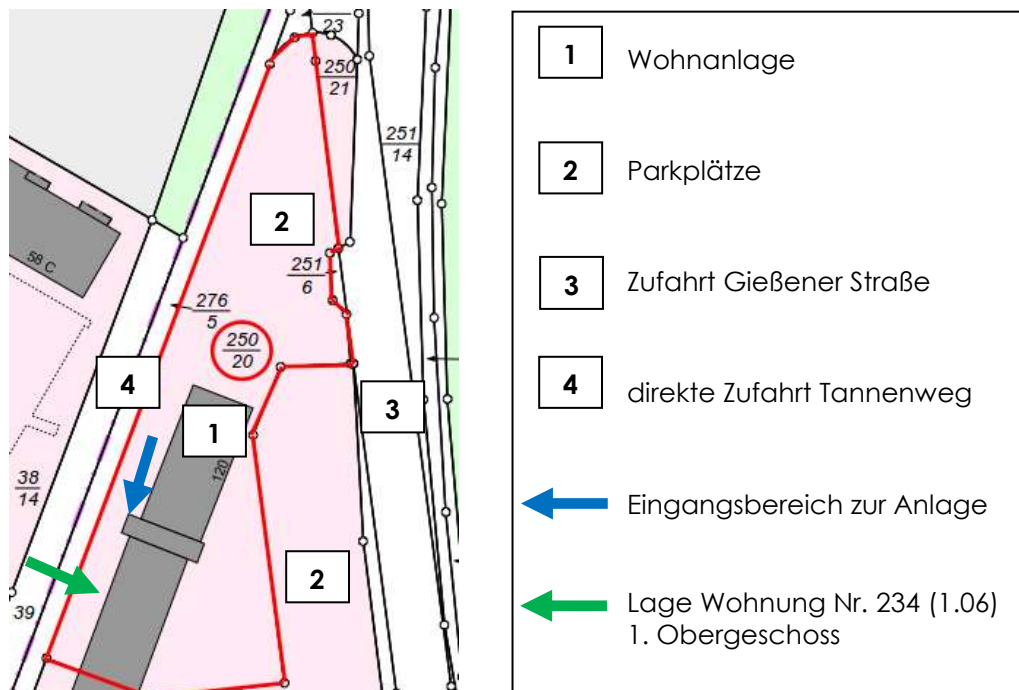 23
250
21
251
14
2
58 C
251
6
276
5
250
20
4
3
1
120
38
14
2
39
1 Wohnanlage
2 Parkplätze
3 Zufahrt Gießener Straße
4 direkte Zufahrt Tannenweg
Eingangsbereich zur Anlage
Lage Wohnung Nr. 234 (1.06)
1. Obergeschoss